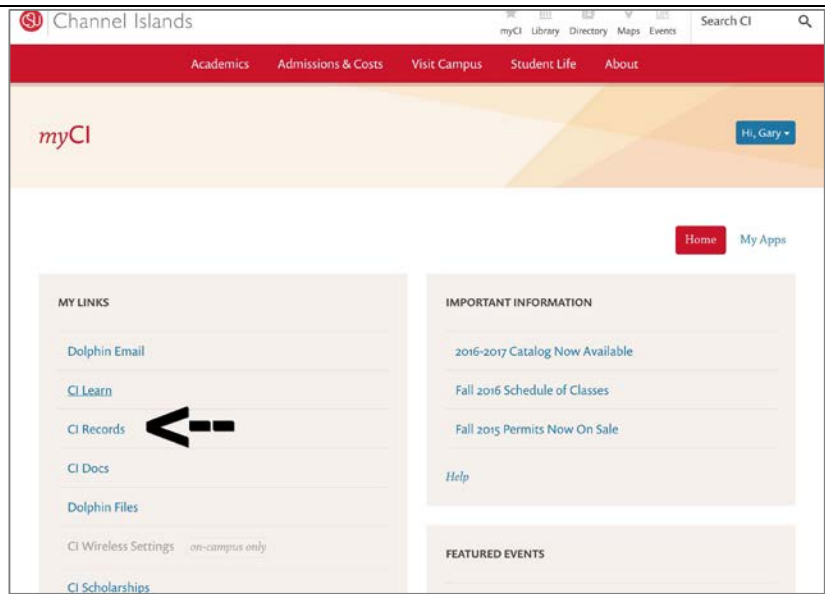 CSU Channel Islands
myCI Library Directory Maps Events
Search CI
Academics Admissions & Costs Visit Campus Student Life About
myCI
Hi, Gary
Home My Apps
MY LINKS
Dolphin Email
CI Learn
CI Records
CI Docs
Dolphin Files
CI Wireless Settings on-campus only
CI Scholarships
IMPORTANT INFORMATION
2016-2017 Catalog Now Available
Fall 2016 Schedule of Classes
Fall 2015 Permits Now On Sale
Help
FEATURED EVENTS